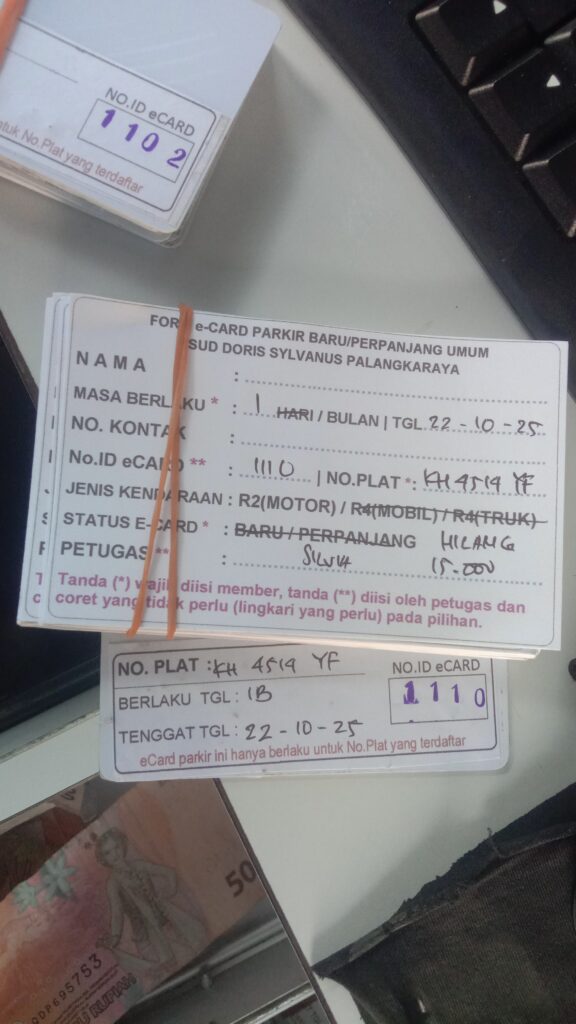 NO.ID eCARD
1102
ntuk No.Plat yang terdaftar
FOR e-CARD PARKIR BARU/PERPANJANG UMUM
SUD DORIS SYLVANUS PALANGKARAYA
NAMA :
MASA BERLAKU * : 1 HARI / BULAN | TGL 22-10-25
NO. KONTAK :
No.ID eCARD ** : 1110 | NO.PLAT *: KH 4514 YF
JENIS KENDARAAN : R2(MOTOR) / R4(MOBIL) / R4(TRUK)
STATUS E-CARD * : BARU / PERPANJANG HILANG
PETUGAS ** : SILVIA 15.000
Tanda (*) wajib diisi member, tanda (**) diisi oleh petugas dan
coret yang tidak perlu (lingkari yang perlu) pada pilihan.
NO. PLAT : KH 4514 YF
NO.ID eCARD
1110
BERLAKU TGL : 1B
TENGGAT TGL : 22-10-25
eCard parkir ini hanya berlaku untuk No.Plat yang terdaftar
50
QDP695753
RUPIAH